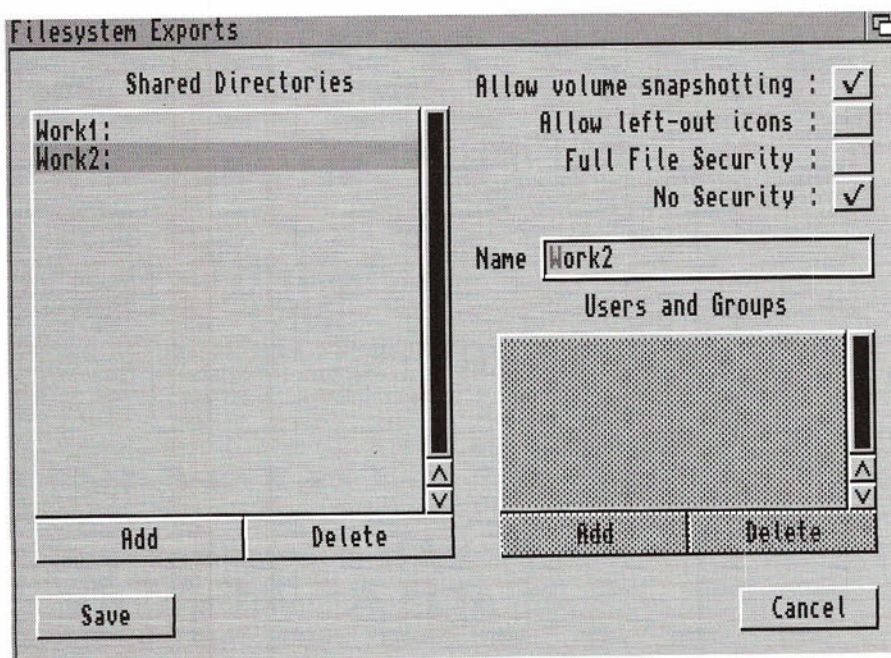 Filesystem Exports
Shared Directories
Work1:
Work2:
Add
Delete
Allow volume snapshotting :
Allow left-out icons :
Full File Security :
No Security :
Name Work2
Users and Groups
Add
Delete
Save
Cancel